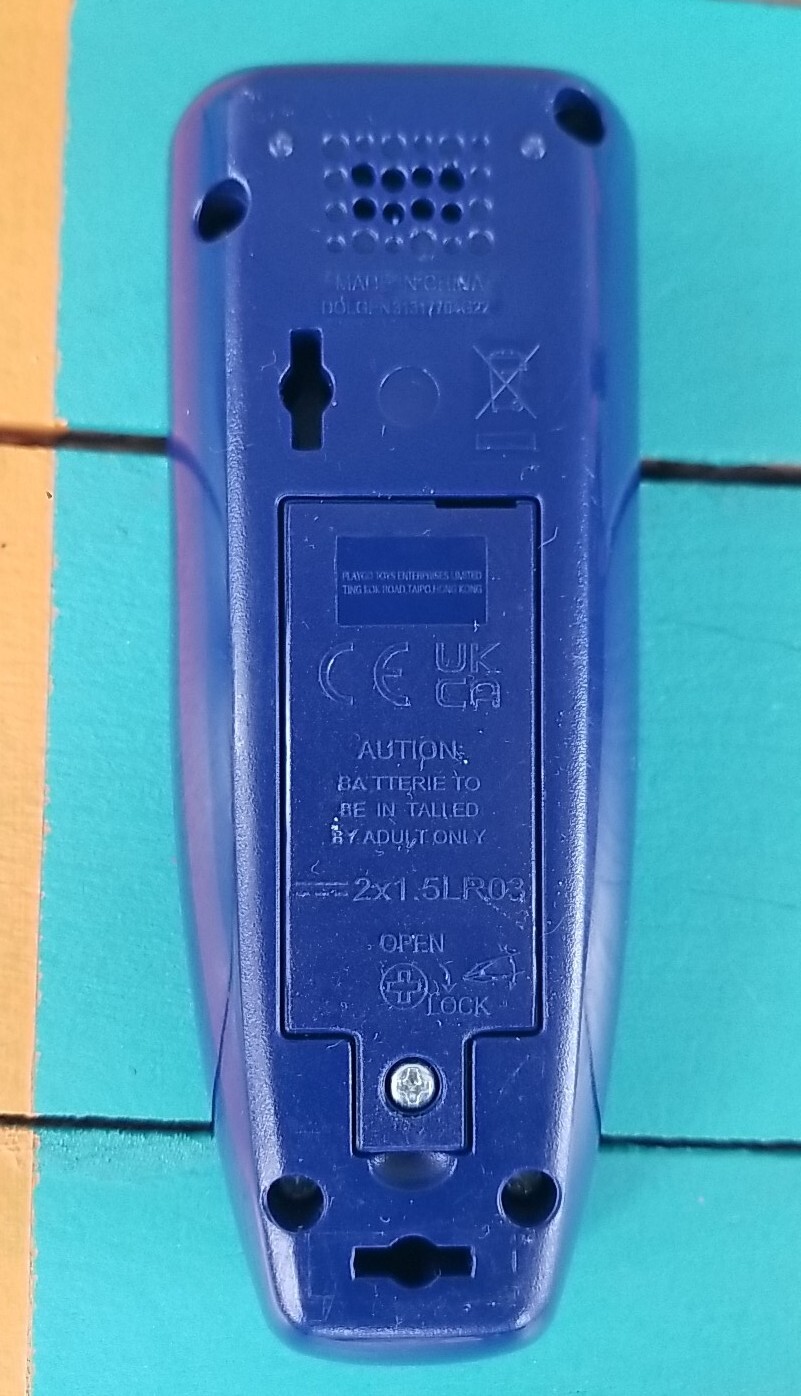 MADE IN CHINA
PLAYGO TOYS ENTERPRISES LIMITED
TING KOK ROAD, TAIPO, HONG KONG
CE UK
CA
AUTION:
BATTERIE TO
BE IN TALLED
BY ADULT ONLY
2x1.5LR03
OPEN
LOCK